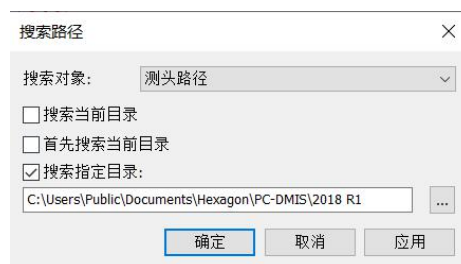 搜索路径
搜索对象: 测头路径
搜索当前目录
首先搜索当前目录
搜索指定目录:
C:\Users\Public\Documents\Hexagon\PC-DMIS\2018 R1 ...
确定 取消 应用